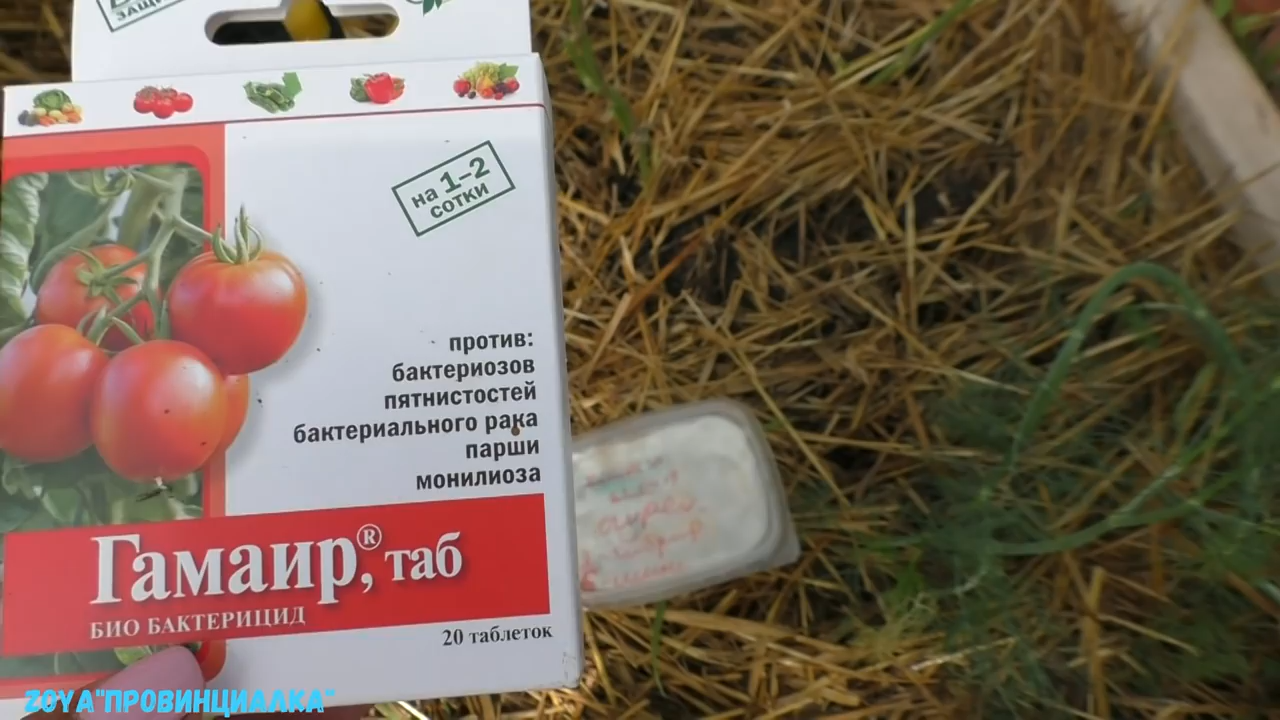 на 1–2
сотки
против:
бактериозов
пятнистостей
бактериального рака
парши
монилиоза
Гамаир®, таб
БИО БАКТЕРИЦИД
20 таблеток
ZOYA"ПРОВИНЦИАЛКА"